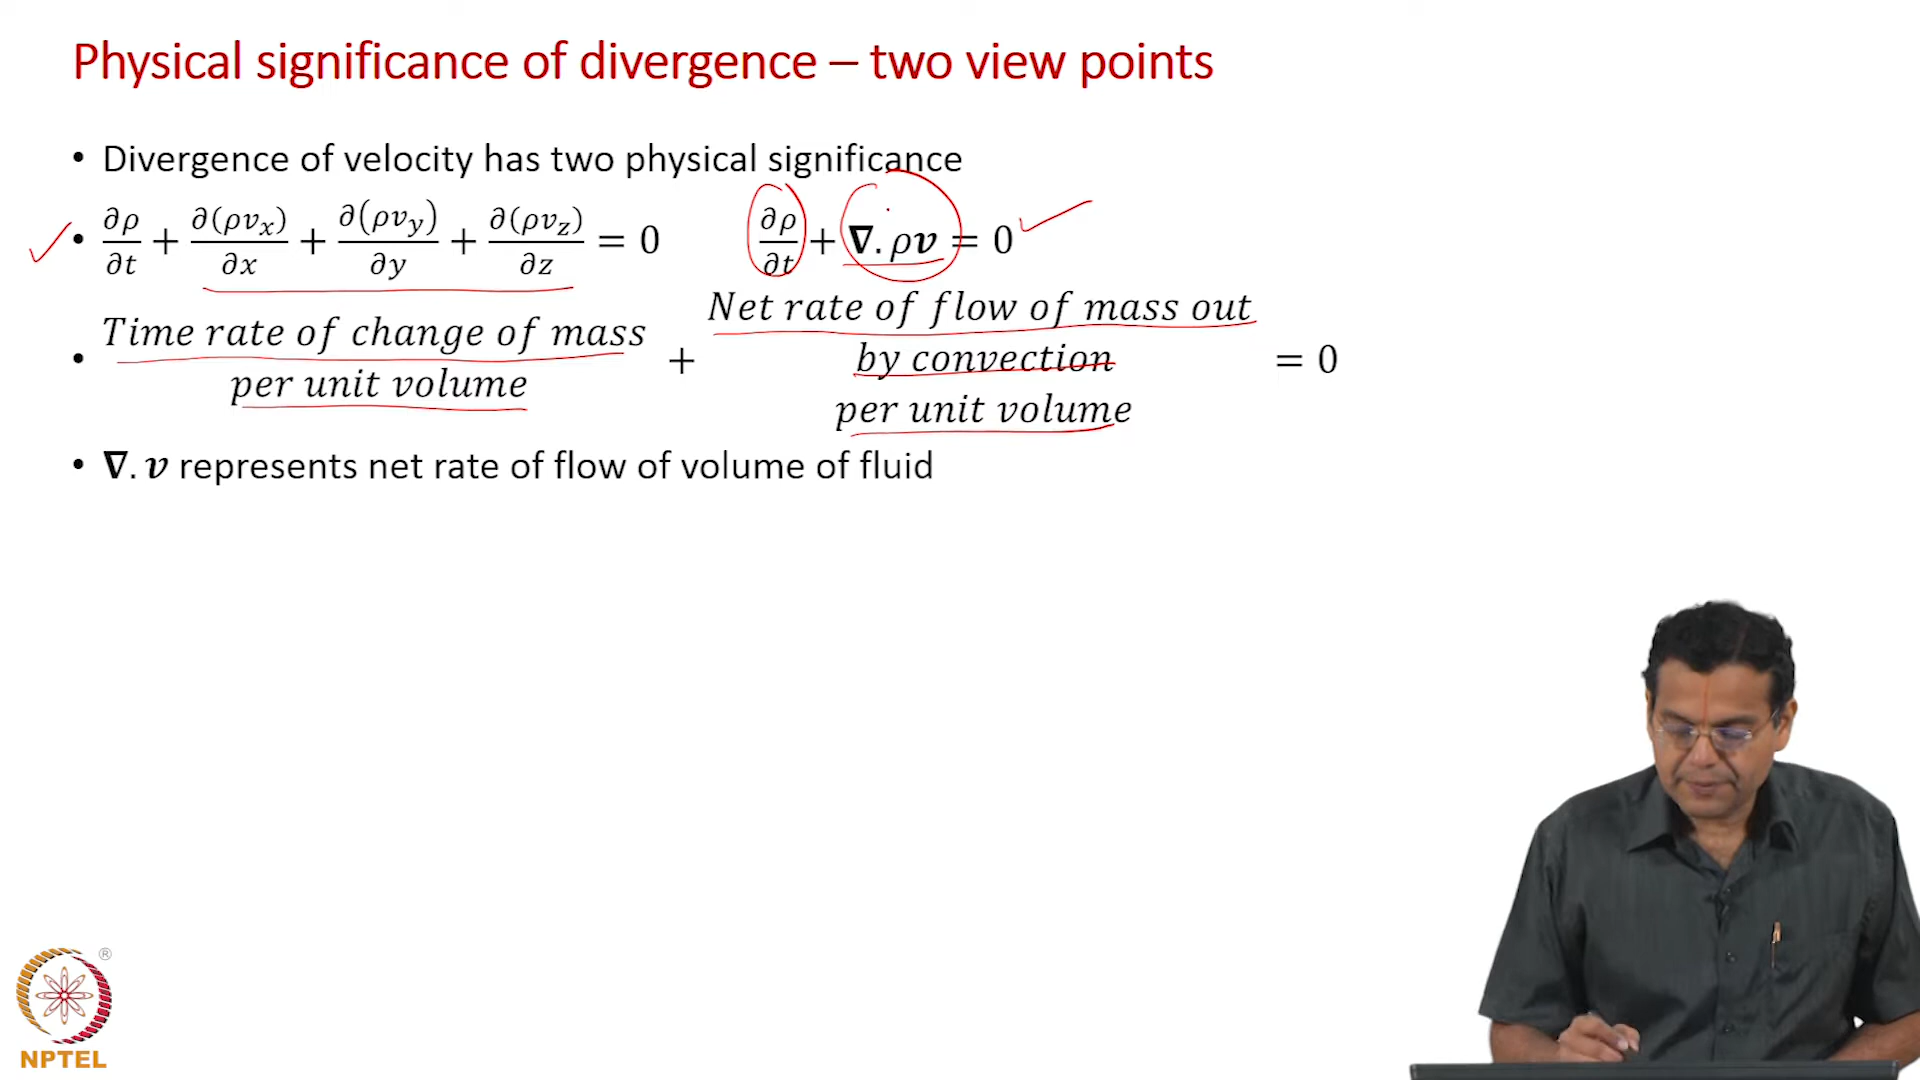 Physical significance of divergence – two view points
• Divergence of velocity has two physical significance
• ∂ρ/∂t + ∂(ρv_x)/∂x + ∂(ρv_y)/∂y + ∂(ρv_z)/∂z = 0 ∂ρ/∂t + ∇. ρv = 0
• Time rate of change of mass / per unit volume + Net rate of flow of mass out / by convection / per unit volume = 0
• ∇. v represents net rate of flow of volume of fluid
®
NPTEL